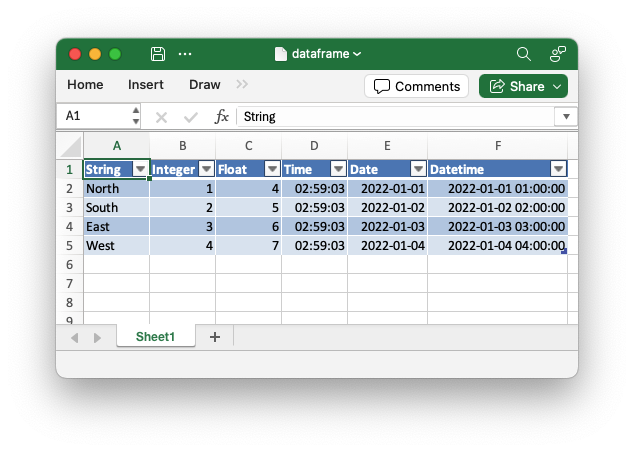 dataframe
Home Insert Draw Comments Share
A1 fx String
A B C D E F
1 String Integer Float Time Date Datetime
2 North 1 4 02:59:03 2022-01-01 2022-01-01 01:00:00
3 South 2 5 02:59:03 2022-01-02 2022-01-02 02:00:00
4 East 3 6 02:59:03 2022-01-03 2022-01-03 03:00:00
5 West 4 7 02:59:03 2022-01-04 2022-01-04 04:00:00
6
7
8
9
Sheet1 +